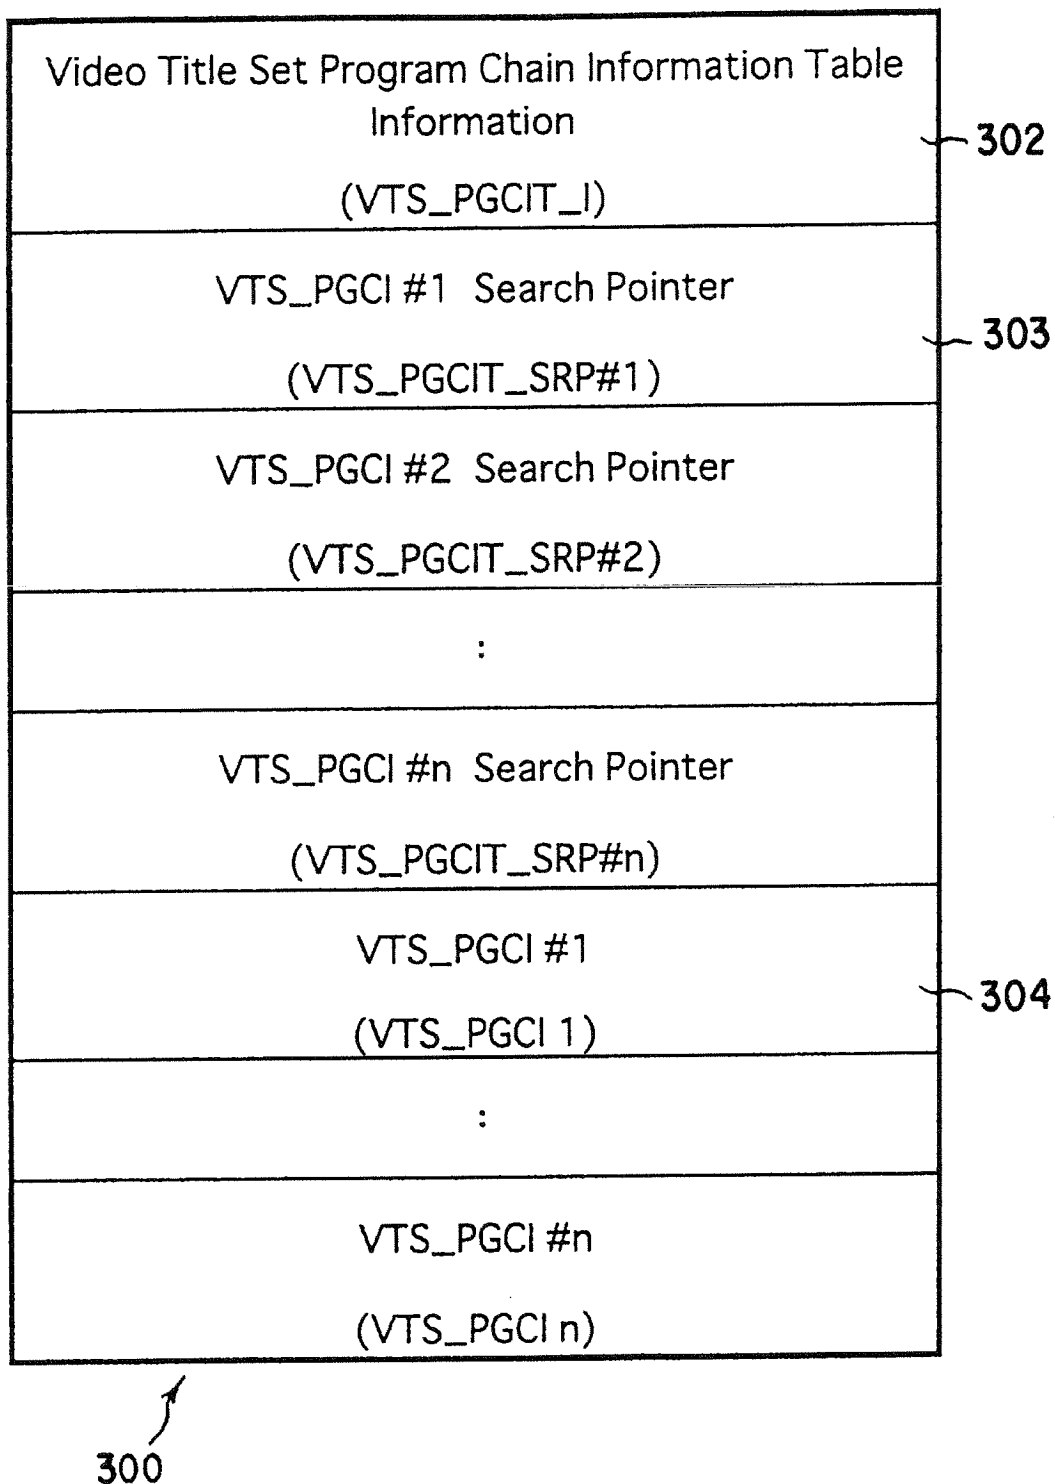 Video Title Set Program Chain Information Table
Information
302
(VTS_PGCIT_I)
VTS_PGCI #1 Search Pointer
303
(VTS_PGCIT_SRP#1)
VTS_PGCI #2 Search Pointer
(VTS_PGCIT_SRP#2)
:
VTS_PGCI #n Search Pointer
(VTS_PGCIT_SRP#n)
VTS_PGCI #1
304
(VTS_PGCI 1)
:
VTS_PGCI #n
(VTS_PGCI n)
300